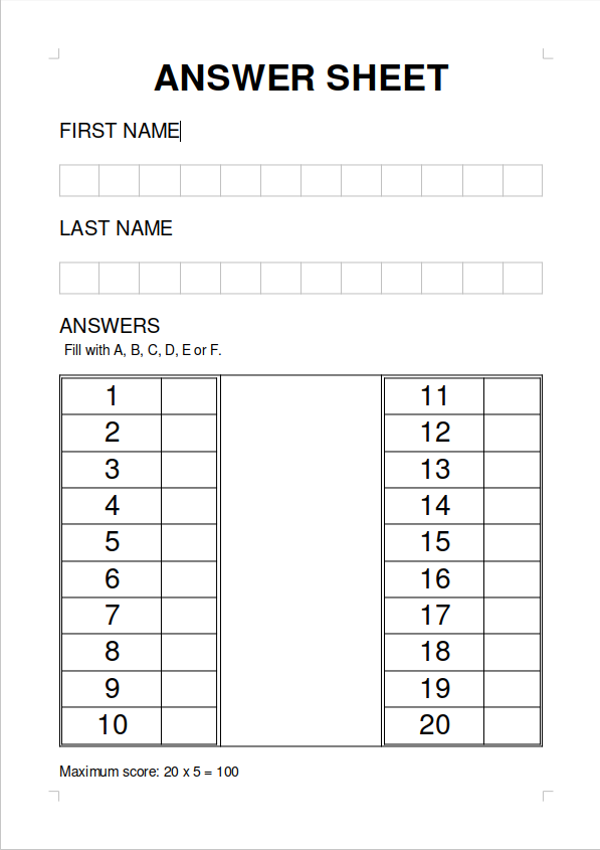 ANSWER SHEET
FIRST NAME
LAST NAME
ANSWERS
Fill with A, B, C, D, E or F.
1 11
2 12
3 13
4 14
5 15
6 16
7 17
8 18
9 19
10 20
Maximum score: 20 x 5 = 100